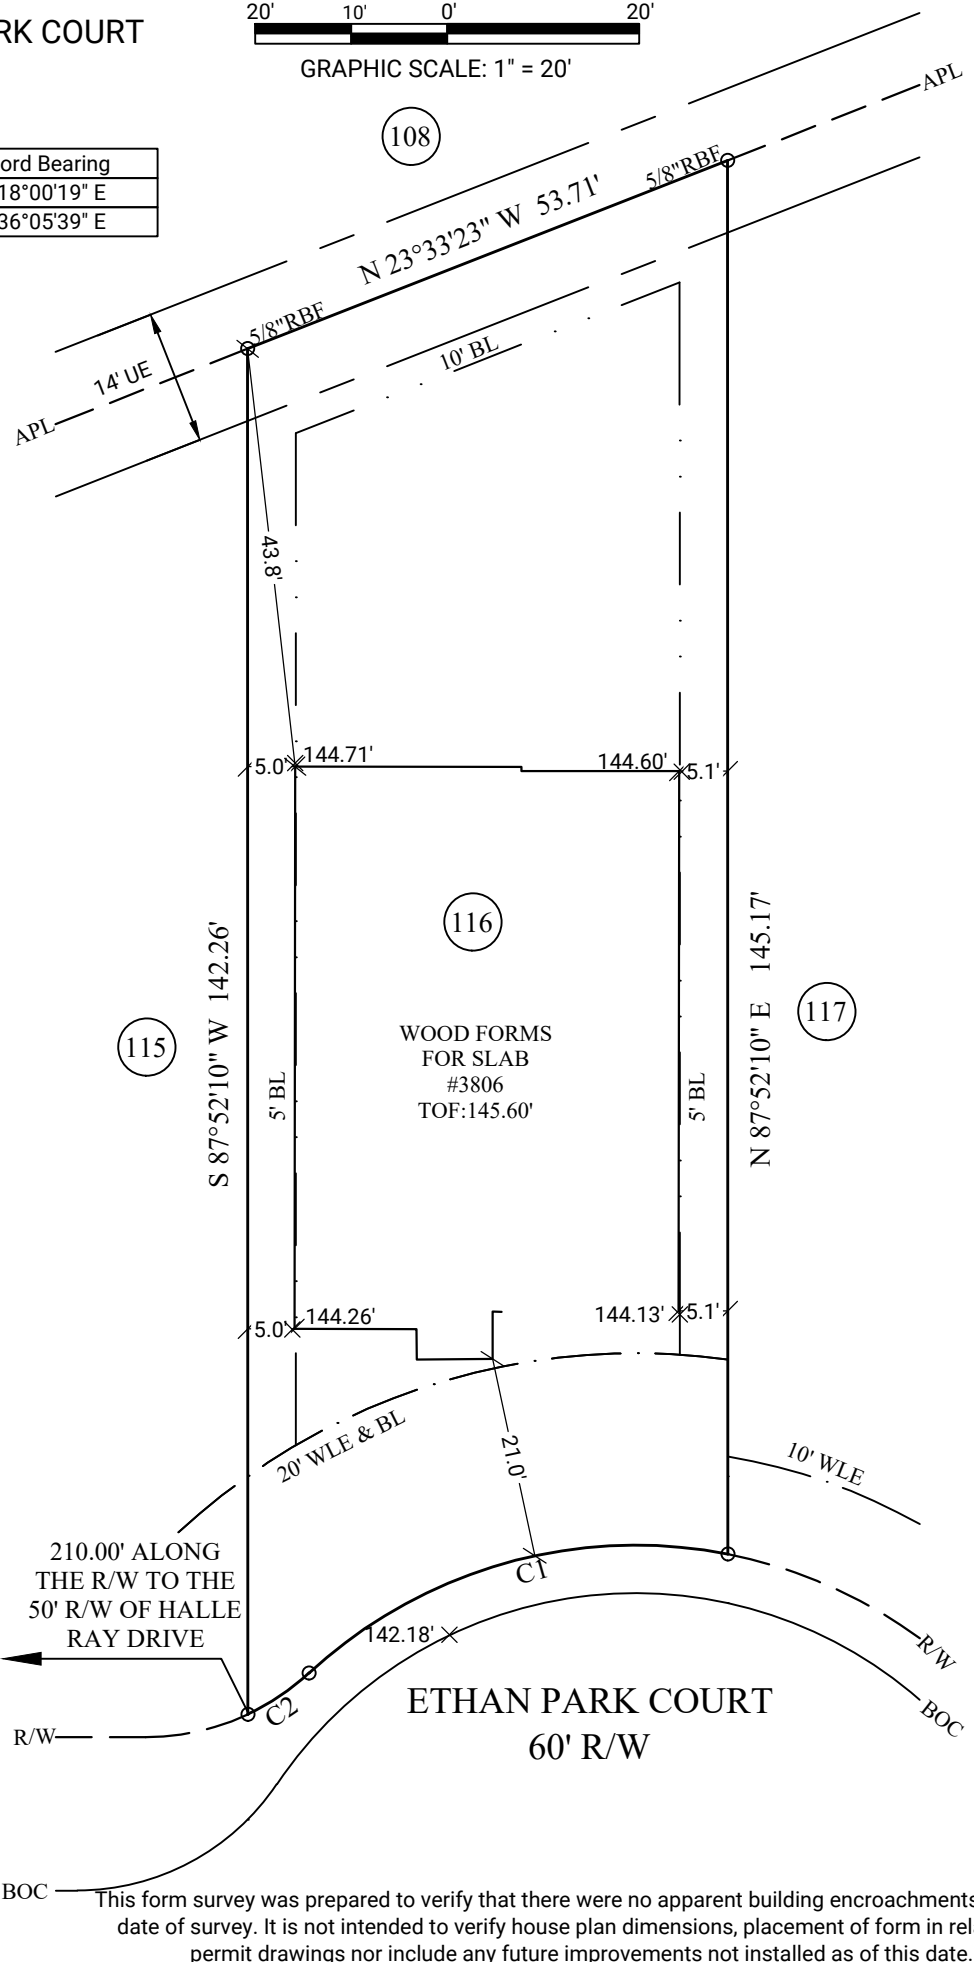 RK COURT
20' 10' 0' 20'
GRAPHIC SCALE: 1" = 20'
108
ord Bearing
18°00'19" E
36°05'39" E
APL
5/8"RBF
N 23°33'23" W 53.71'
5/8"RBF
14' UE
10' BL
APL
43.8'
5.0'
144.71'
144.60'
5.1'
116
S 87°52'10" W 142.26'
N 87°52'10" E 145.17'
115
117
WOOD FORMS
FOR SLAB
#3806
TOF:145.60'
5' BL
5' BL
5.0'
144.26'
144.13'
5.1'
20' WLE & BL
21.0'
10' WLE
210.00' ALONG
THE R/W TO THE
50' R/W OF HALLE
RAY DRIVE
C1
142.18'
C2
R/W
R/W
ETHAN PARK COURT
60' R/W
BOC
BOC
This form survey was prepared to verify that there were no apparent building encroachments
date of survey. It is not intended to verify house plan dimensions, placement of form in rel
permit drawings nor include any future improvements not installed as of this date.